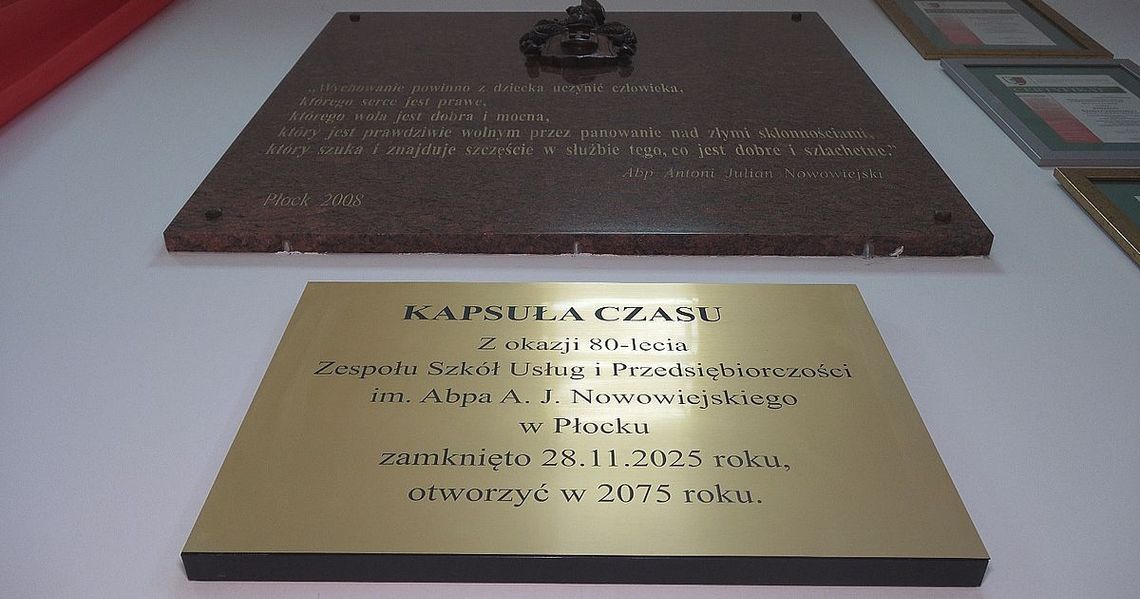 „Wychowanie powinno z dziecka uczynić człowieka,
którego serce jest prawe,
którego wola jest dobra i mocna,
który jest prawdziwie wolnym przez panowanie nad złymi skłonnościami,
który szuka i znajduje szczęście w służbie tego, co jest dobre i szlachetne.”
Abp Antoni Julian Nowowiejski
Płock 2008
KAPSUŁA CZASU
Z okazji 80-lecia
Zespołu Szkół Usług i Przedsiębiorczości
im. Abpa A. J. Nowowiejskiego
w Płocku
zamknięto 28.11.2025 roku,
otworzyć w 2075 roku.